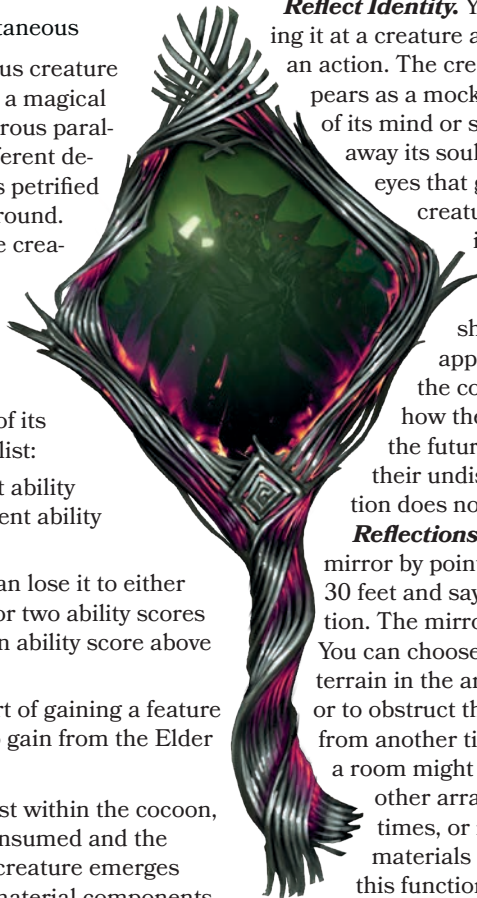 taneous
us creature
a magical
rous paral-
ferent de-
s petrified
round.
e crea-
of its
list:
t ability
ent ability
an lose it to either
or two ability scores
n ability score above
rt of gaining a feature
o gain from the Elder
st within the cocoon,
nsumed and the
creature emerges
material components
Reflect Identity. Y
ing it at a creature a
an action. The cre
pears as a mock
of its mind or s
away its soul
eyes that g
creatu
i
sh
app
the co
how the
the futur
their undis
tion does no
Reflections
mirror by point
30 feet and say
tion. The mirro
You can choose
terrain in the ar
or to obstruct th
from another ti
a room might
other arra
times, or
materials
this function